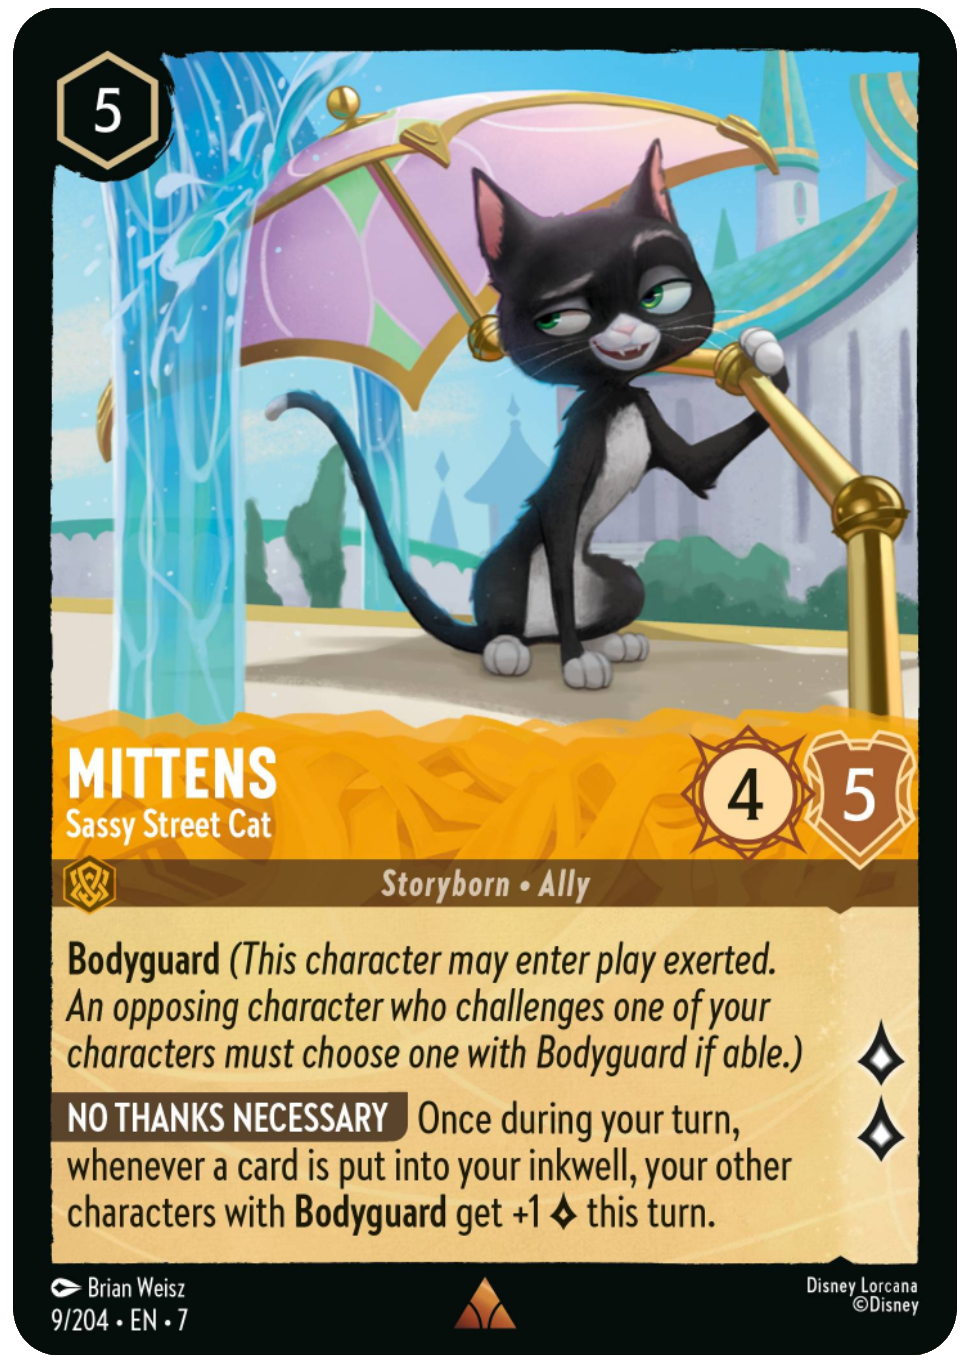 5
MITTENS
Sassy Street Cat
4
5
Storyborn • Ally
Bodyguard (This character may enter play exerted.
An opposing character who challenges one of your
characters must choose one with Bodyguard if able.)
NO THANKS NECESSARY Once during your turn,
whenever a card is put into your inkwell, your other
characters with Bodyguard get +1 this turn.
Brian Weisz
9/204 • EN • 7
Disney Lorcana
©Disney